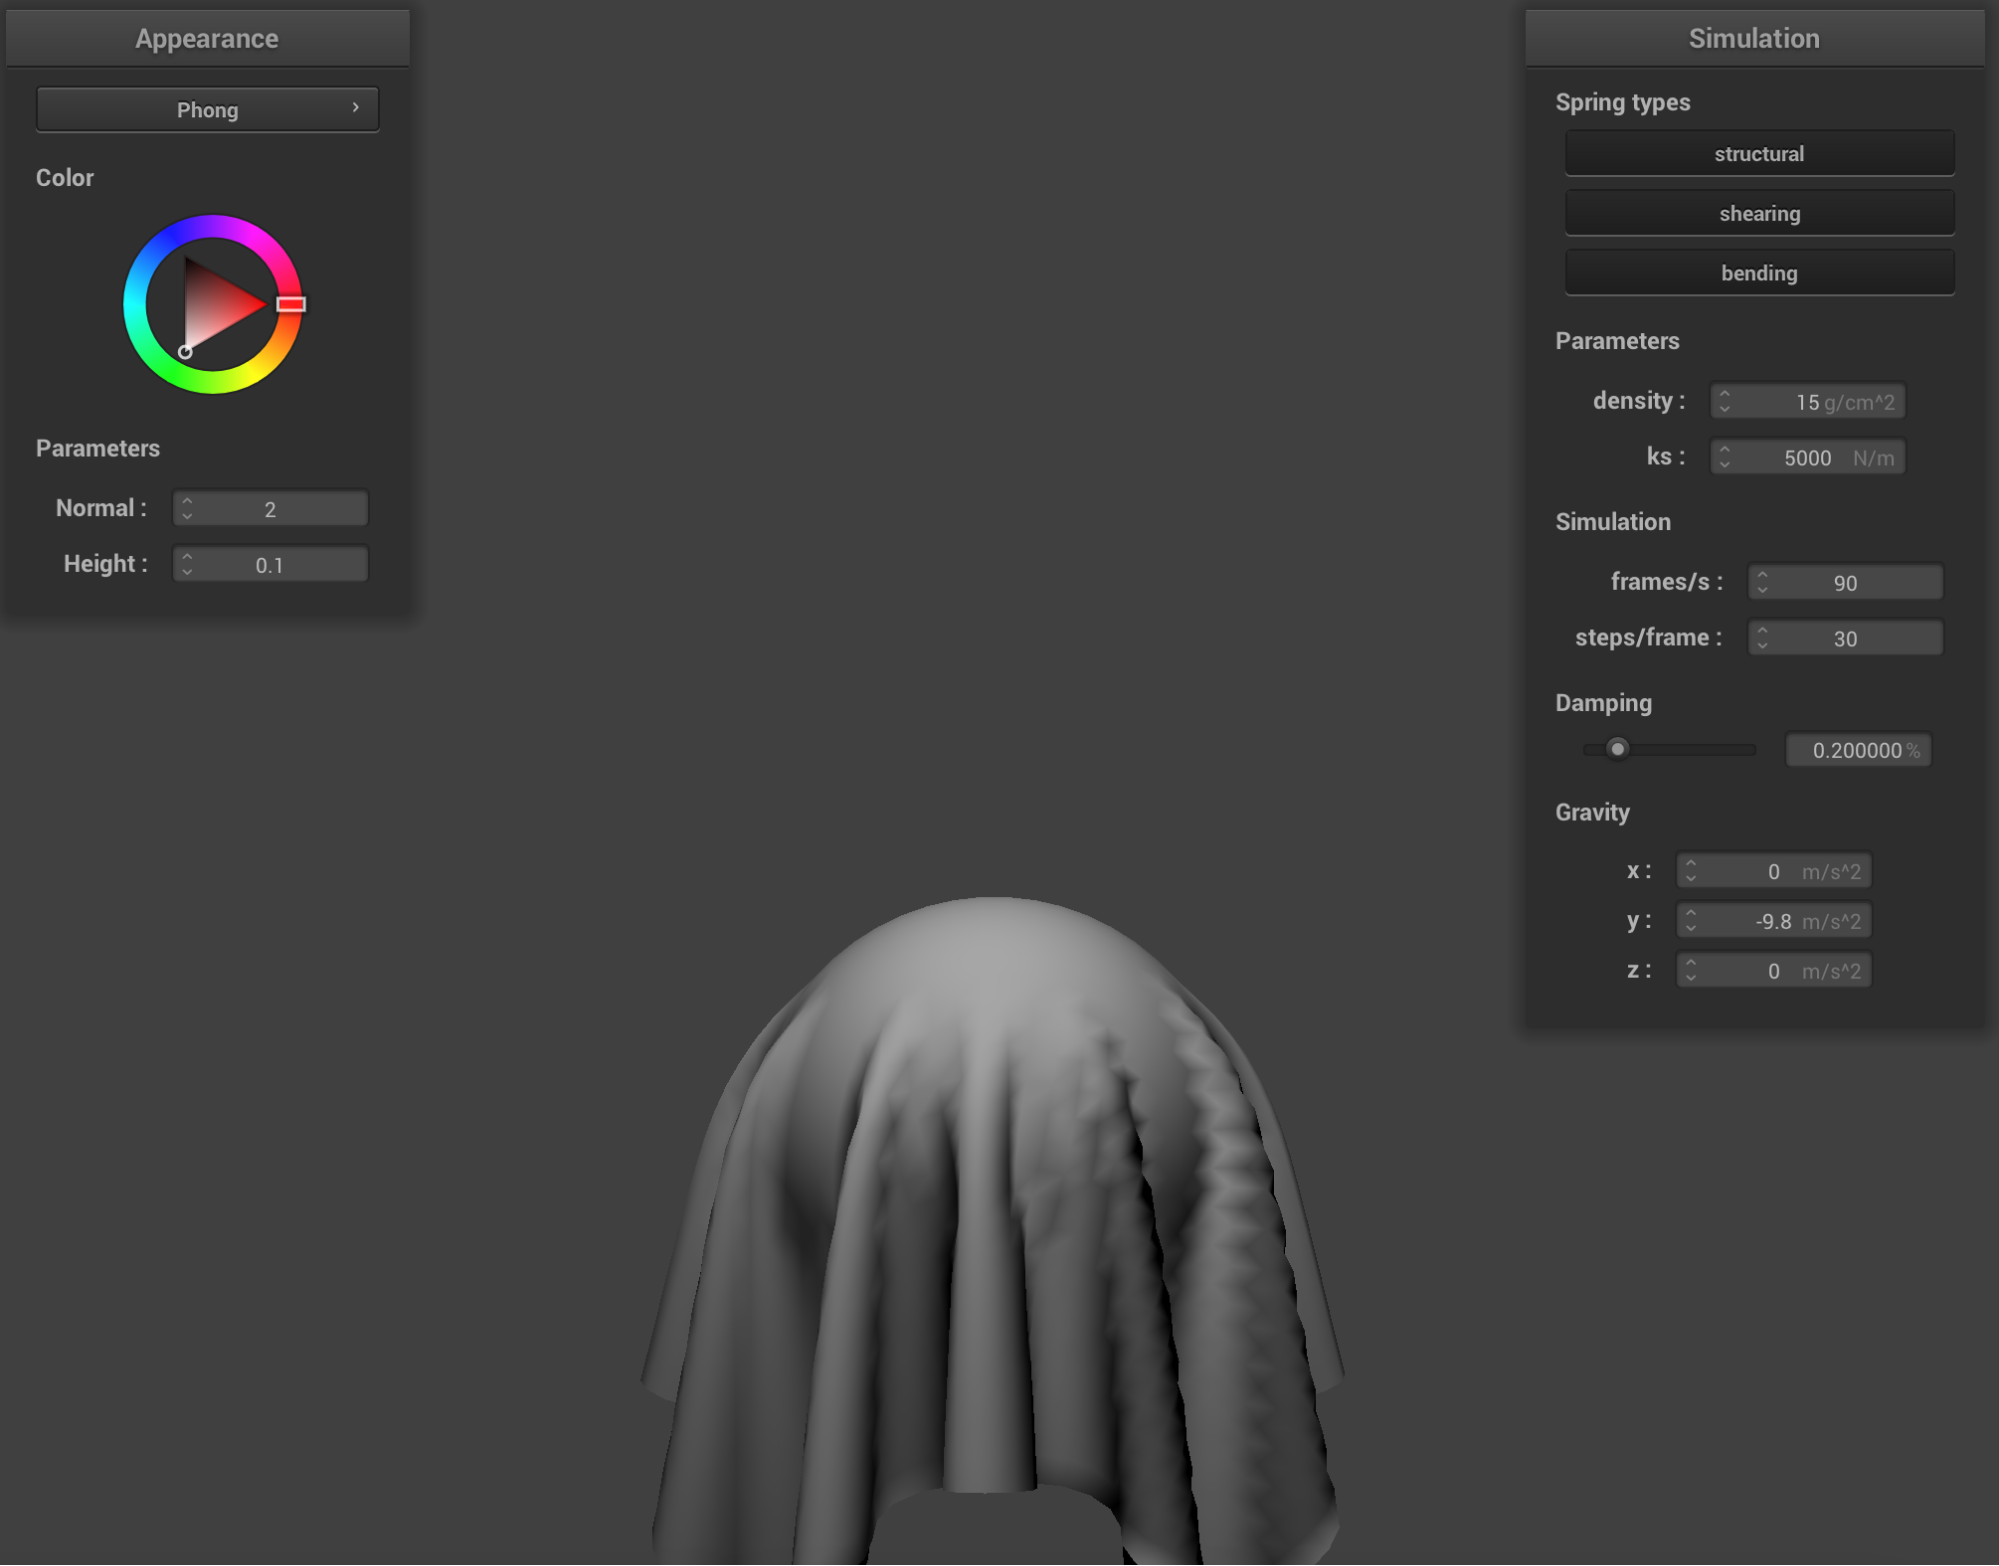 Appearance
Phong
Color
Parameters
Normal : 2
Height : 0.1
Simulation
Spring types
structural
shearing
bending
Parameters
density : 15 g/cm^2
ks : 5000 N/m
Simulation
frames/s : 90
steps/frame : 30
Damping
0.200000 %
Gravity
x : 0 m/s^2
y : -9.8 m/s^2
z : 0 m/s^2